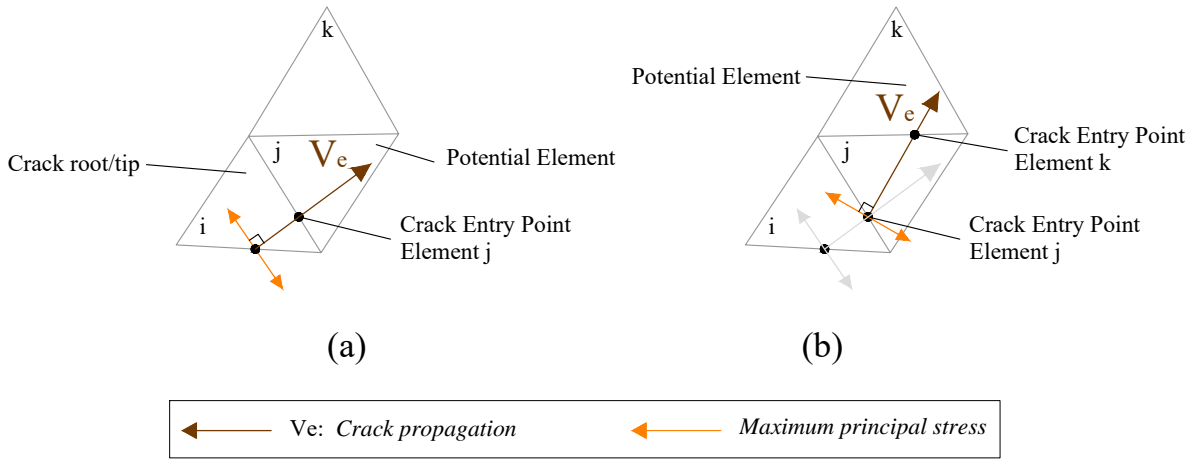 k
j
Ve
Crack root/tip
Potential Element
i
Crack Entry Point
Element j
(a)
k
Potential Element
Ve
j
Crack Entry Point
Element k
i
Crack Entry Point
Element j
(b)
Ve: Crack propagation
Maximum principal stress